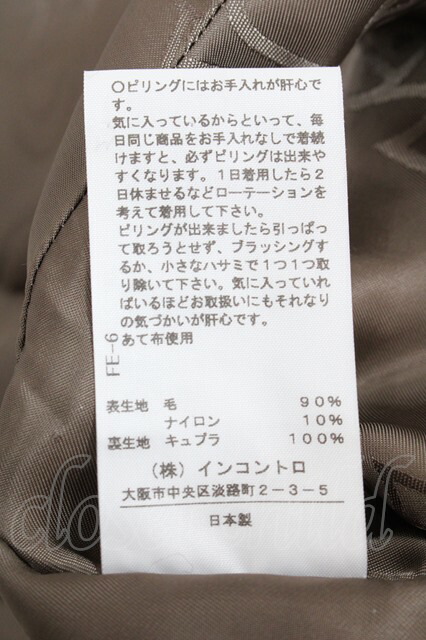 〇ピリングにはお手入れが肝心で
す。
気に入っているからといって、毎
日同じ商品をお手入れなしで着続
けますと、必ずピリングは出来や
すくなります。1日着用したら2
日休ませるなどローテーションを
考えて着用して下さい。
ピリングが出来ましたら引っぱっ
て取ろうとせず、ブラッシングす
るか、小さなハサミで1つ1つ取
り除いて下さい。気に入っていれ
ばいるほどお取扱いにもそれなり
の気づかいが肝心です。
あて布使用
FE-6
表生地 毛 90%
ナイロン 10%
裏生地 キュプラ 100%
(株) インコントロ
大阪市中央区淡路町2-3-5
日本製